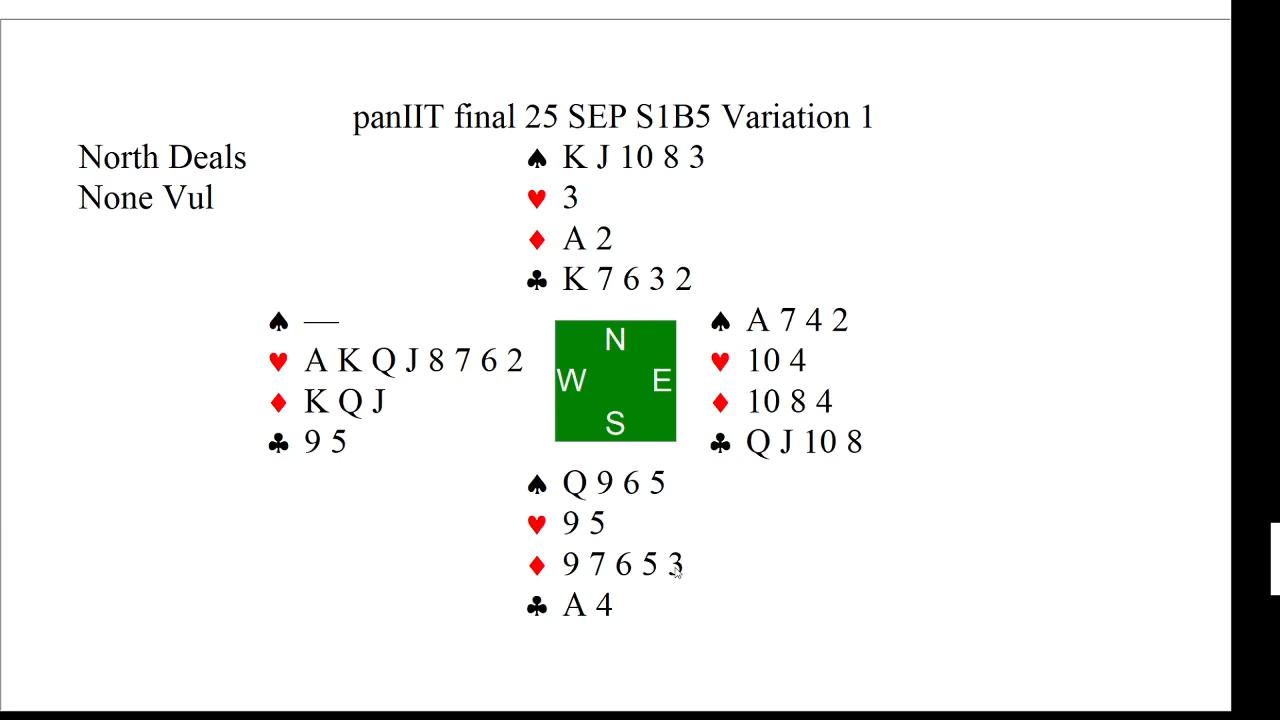 panIIT final 25 SEP S1B5 Variation 1
North Deals
None Vul
♠ K J 10 8 3
♥ 3
♦ A 2
♣ K 7 6 3 2
♠ —
♥ A K Q J 8 7 6 2
♦ K Q J
♣ 9 5
N
W E
S
♠ A 7 4 2
♥ 10 4
♦ 10 8 4
♣ Q J 10 8
♠ Q 9 6 5
♥ 9 5
♦ 9 7 6 5 3
♣ A 4